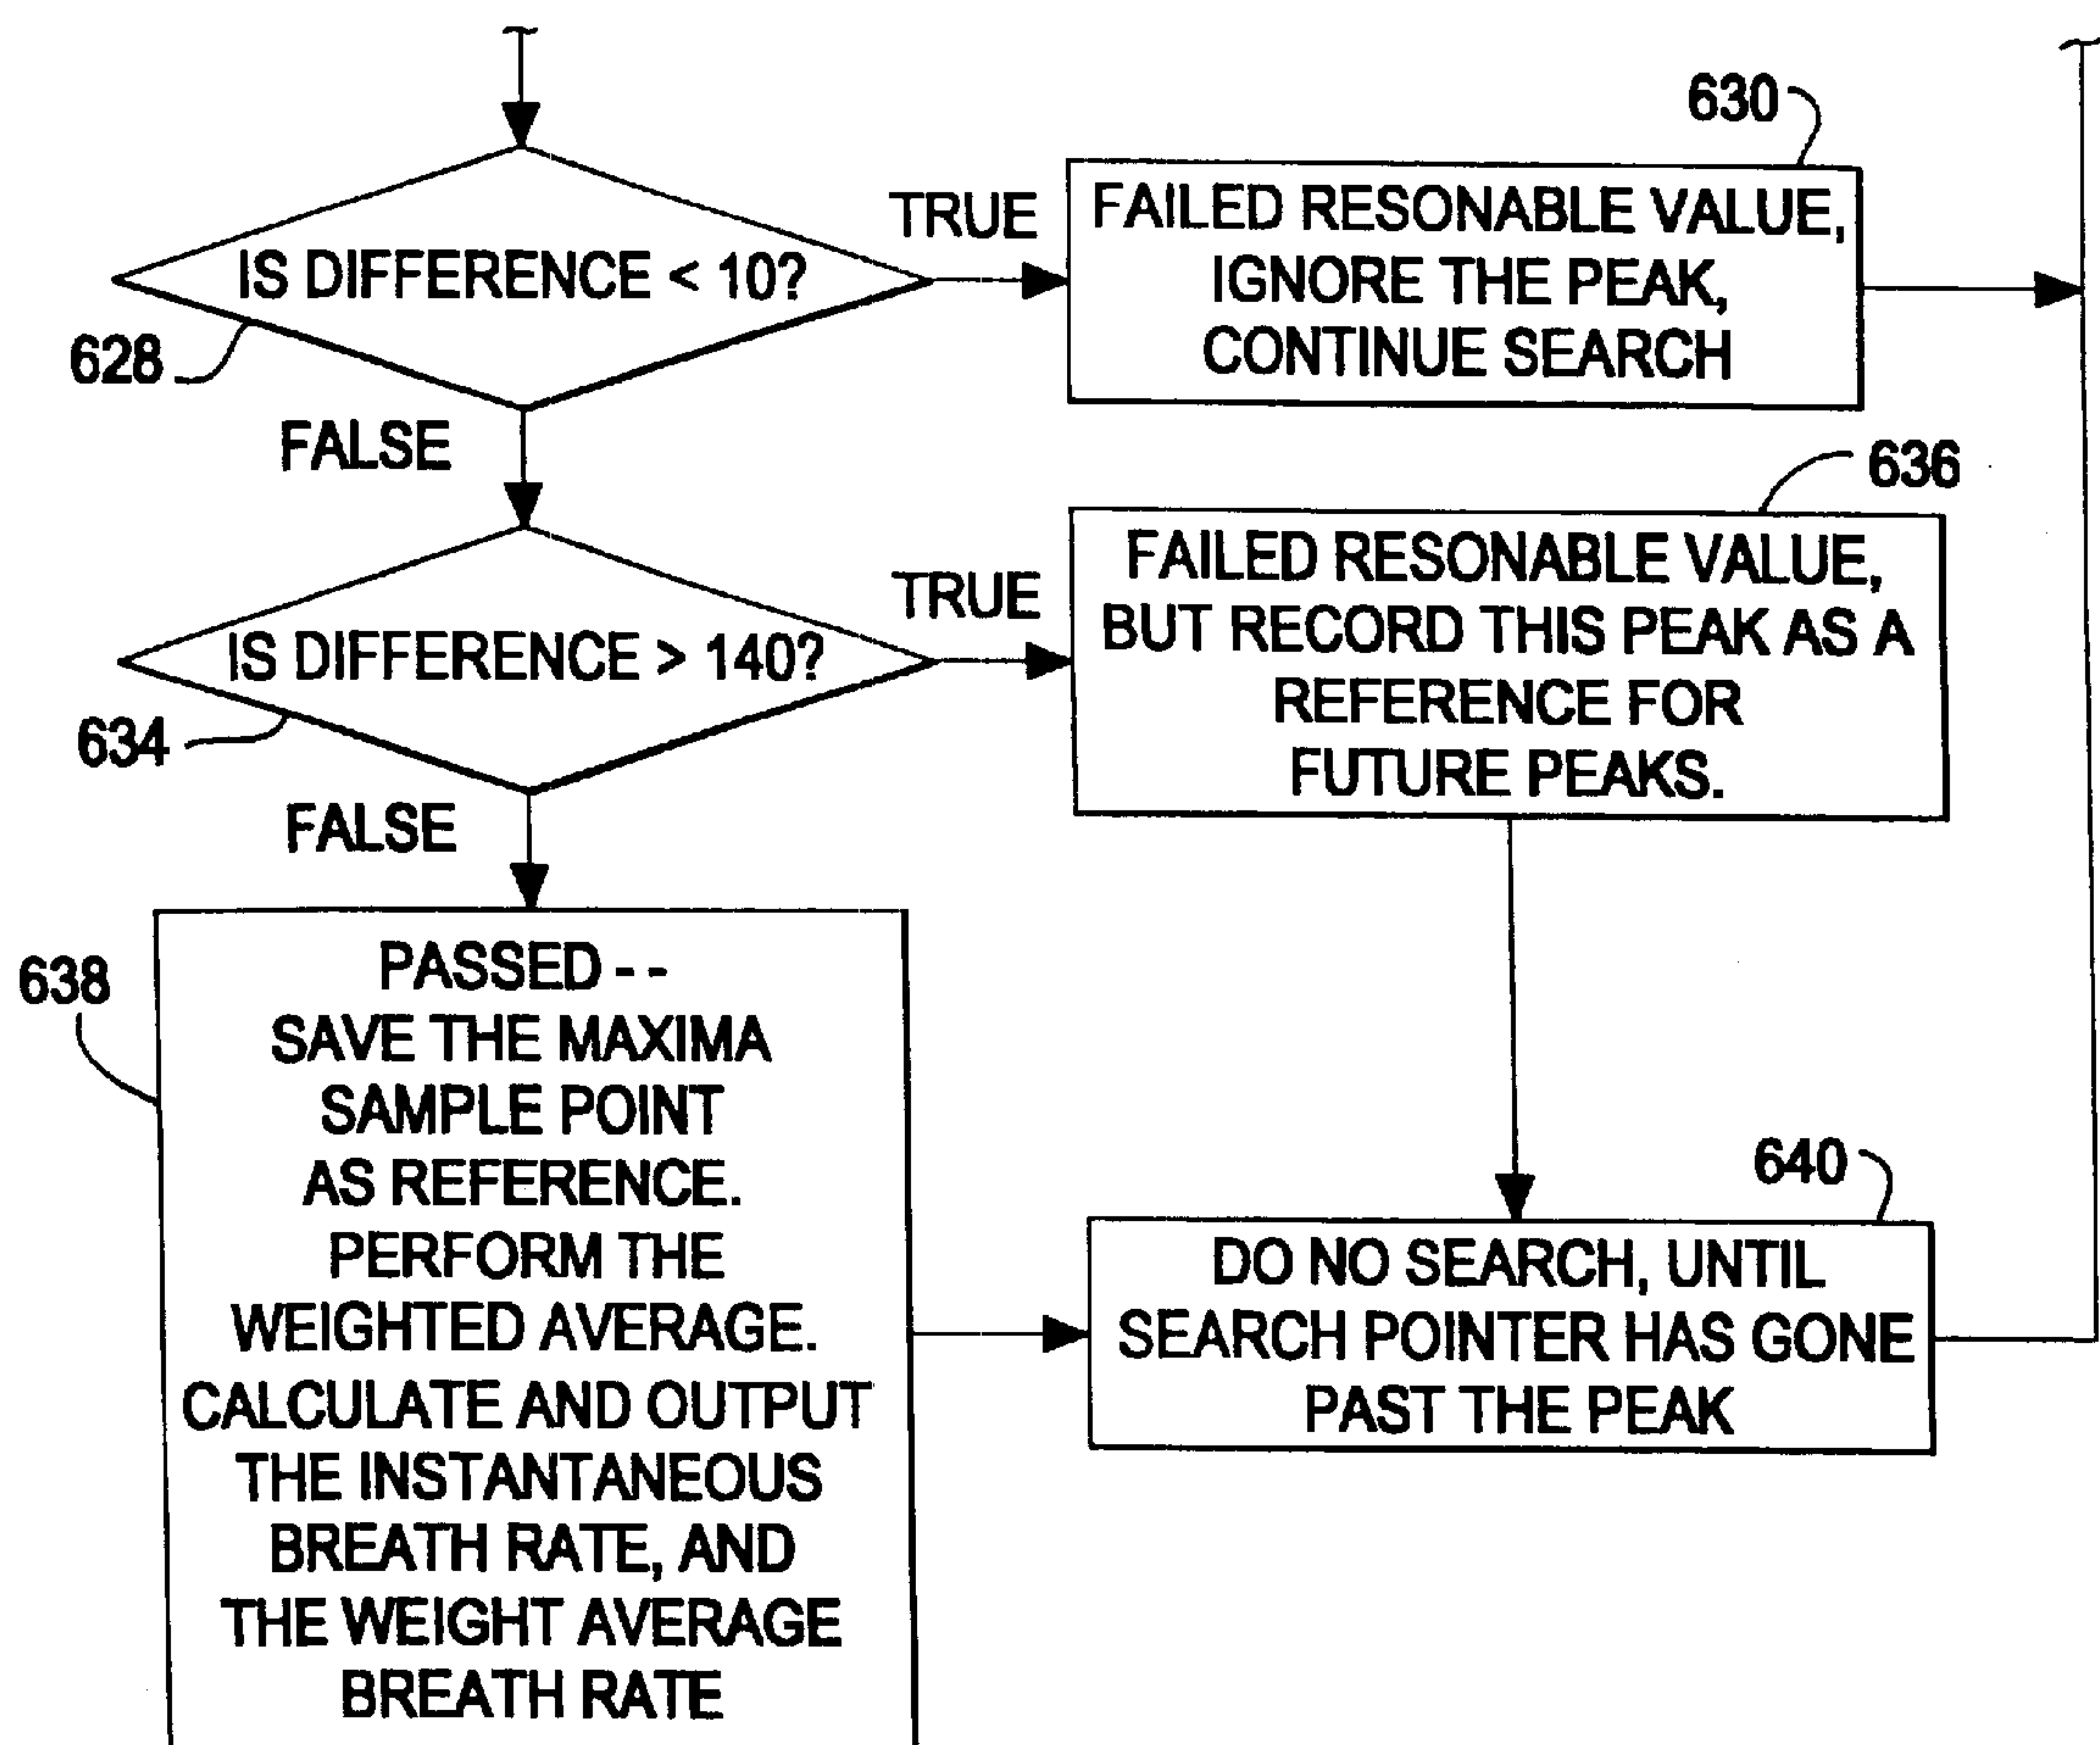 630
TRUE
FAILED RESONABLE VALUE,
IGNORE THE PEAK,
CONTINUE SEARCH
IS DIFFERENCE < 10?
628
FALSE
636
TRUE
FAILED RESONABLE VALUE,
BUT RECORD THIS PEAK AS A
REFERENCE FOR
FUTURE PEAKS.
IS DIFFERENCE > 140?
634
FALSE
638
PASSED - -
SAVE THE MAXIMA
SAMPLE POINT
AS REFERENCE.
PERFORM THE
WEIGHTED AVERAGE.
CALCULATE AND OUTPUT
THE INSTANTANEOUS
BREATH RATE, AND
THE WEIGHT AVERAGE
BREATH RATE
640
DO NO SEARCH, UNTIL
SEARCH POINTER HAS GONE
PAST THE PEAK